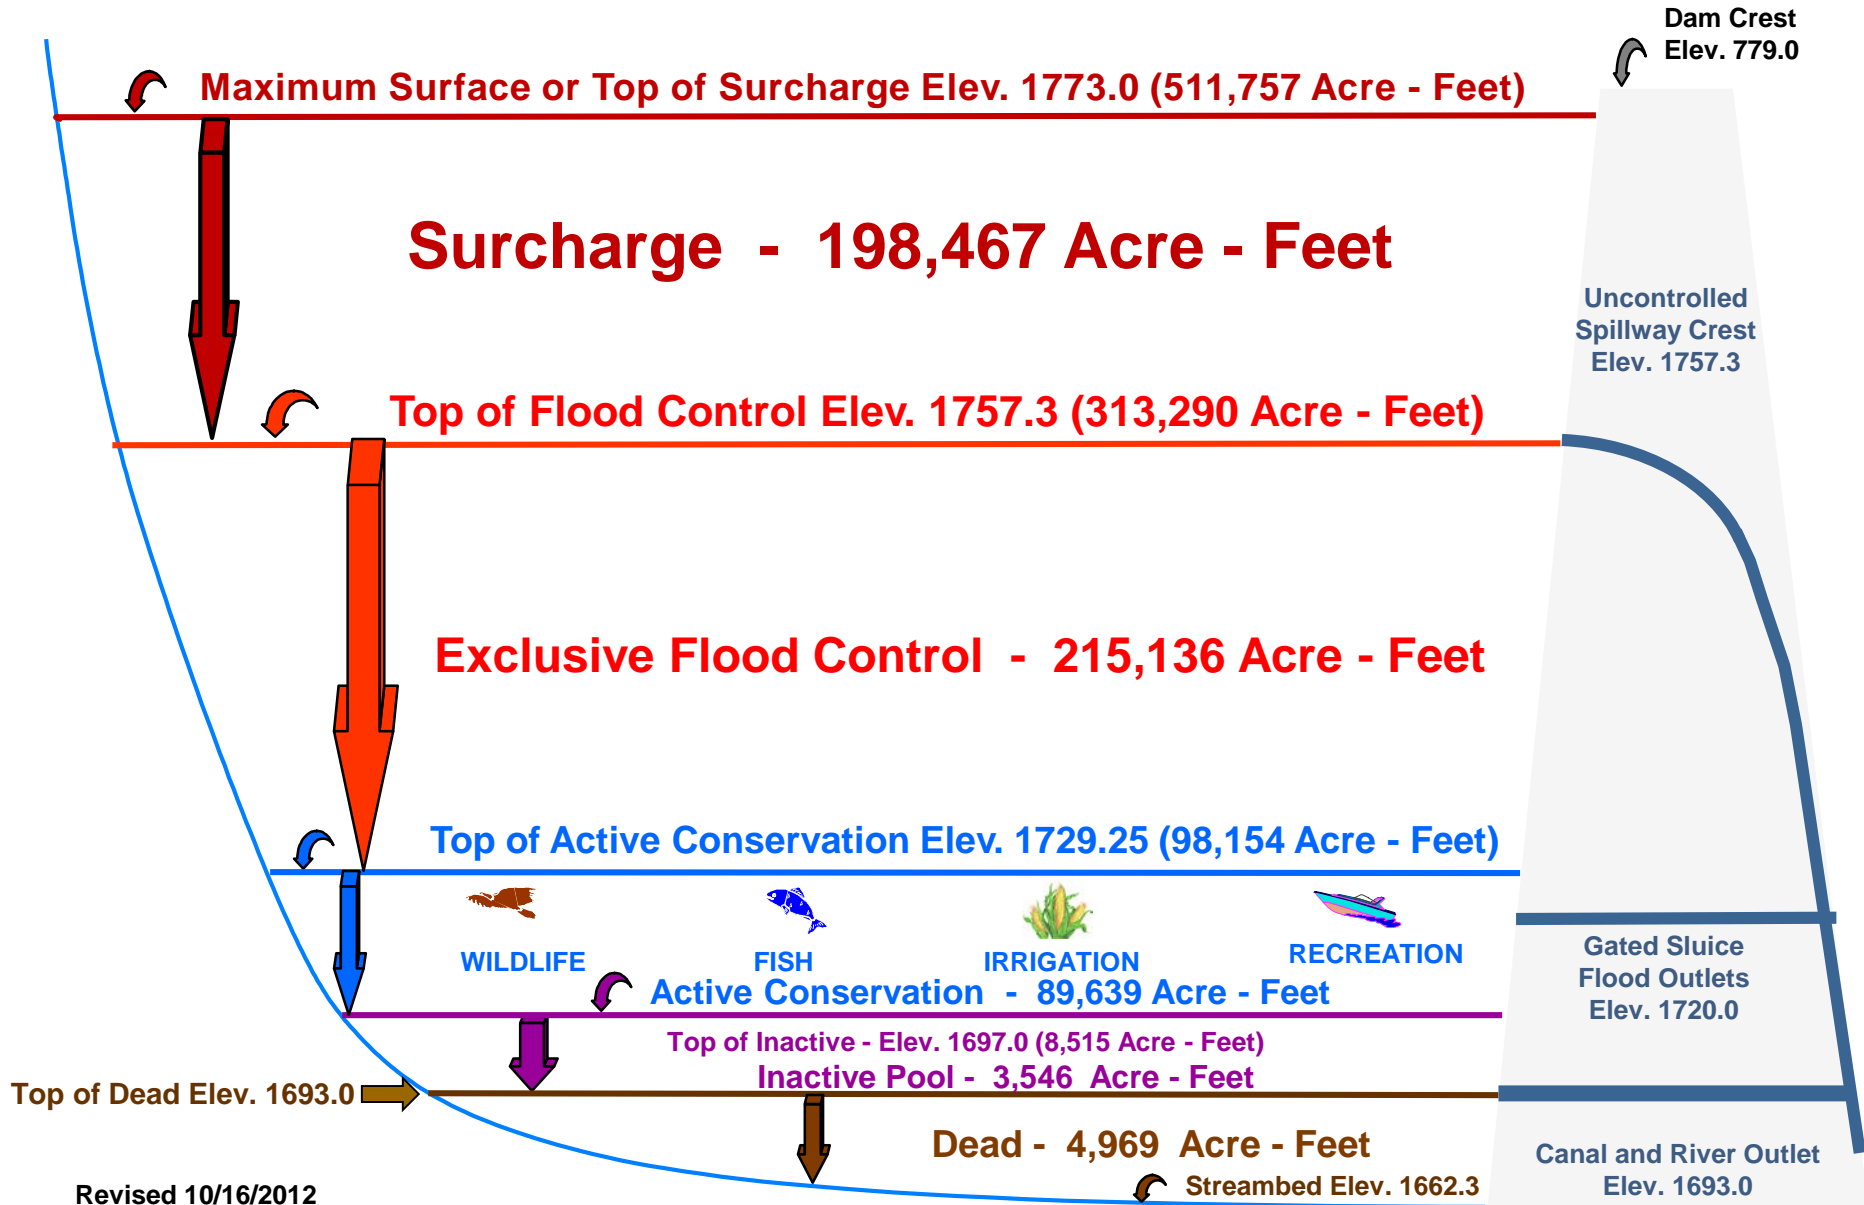 Dam Crest
Elev. 779.0
Maximum Surface or Top of Surcharge Elev. 1773.0 (511,757 Acre - Feet)
Surcharge - 198,467 Acre - Feet
Uncontrolled
Spillway Crest
Elev. 1757.3
Top of Flood Control Elev. 1757.3 (313,290 Acre - Feet)
Exclusive Flood Control - 215,136 Acre - Feet
Top of Active Conservation Elev. 1729.25 (98,154 Acre - Feet)
WILDLIFE FISH IRRIGATION RECREATION
Gated Sluice
Flood Outlets
Elev. 1720.0
Active Conservation - 89,639 Acre - Feet
Top of Inactive - Elev. 1697.0 (8,515 Acre - Feet)
Inactive Pool - 3,546 Acre - Feet
Top of Dead Elev. 1693.0
Dead - 4,969 Acre - Feet
Canal and River Outlet
Elev. 1693.0
Streambed Elev. 1662.3
Revised 10/16/2012